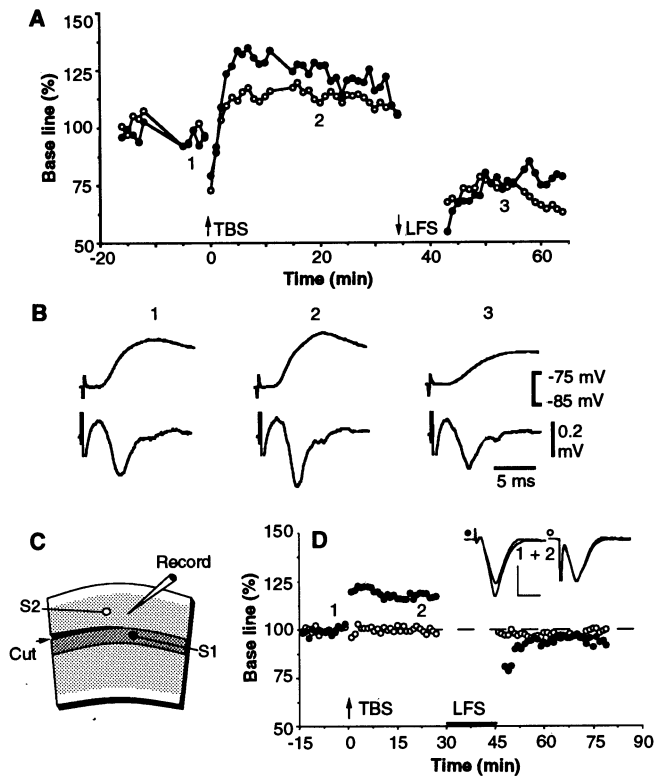 A
Base line (%)
150
125
100
75
50
1
2
3
TBS
LFS
-20
0
20
40
60
Time (min)
B
1
2
3
-75 mV
-85 mV
0.2
mV
5 ms
C
Record
S2
S1
Cut
D
Base line (%)
150
125
100
75
50
1
2
1 + 2
TBS
LFS
-15
0
15
30
45
60
75
90
Time (min)